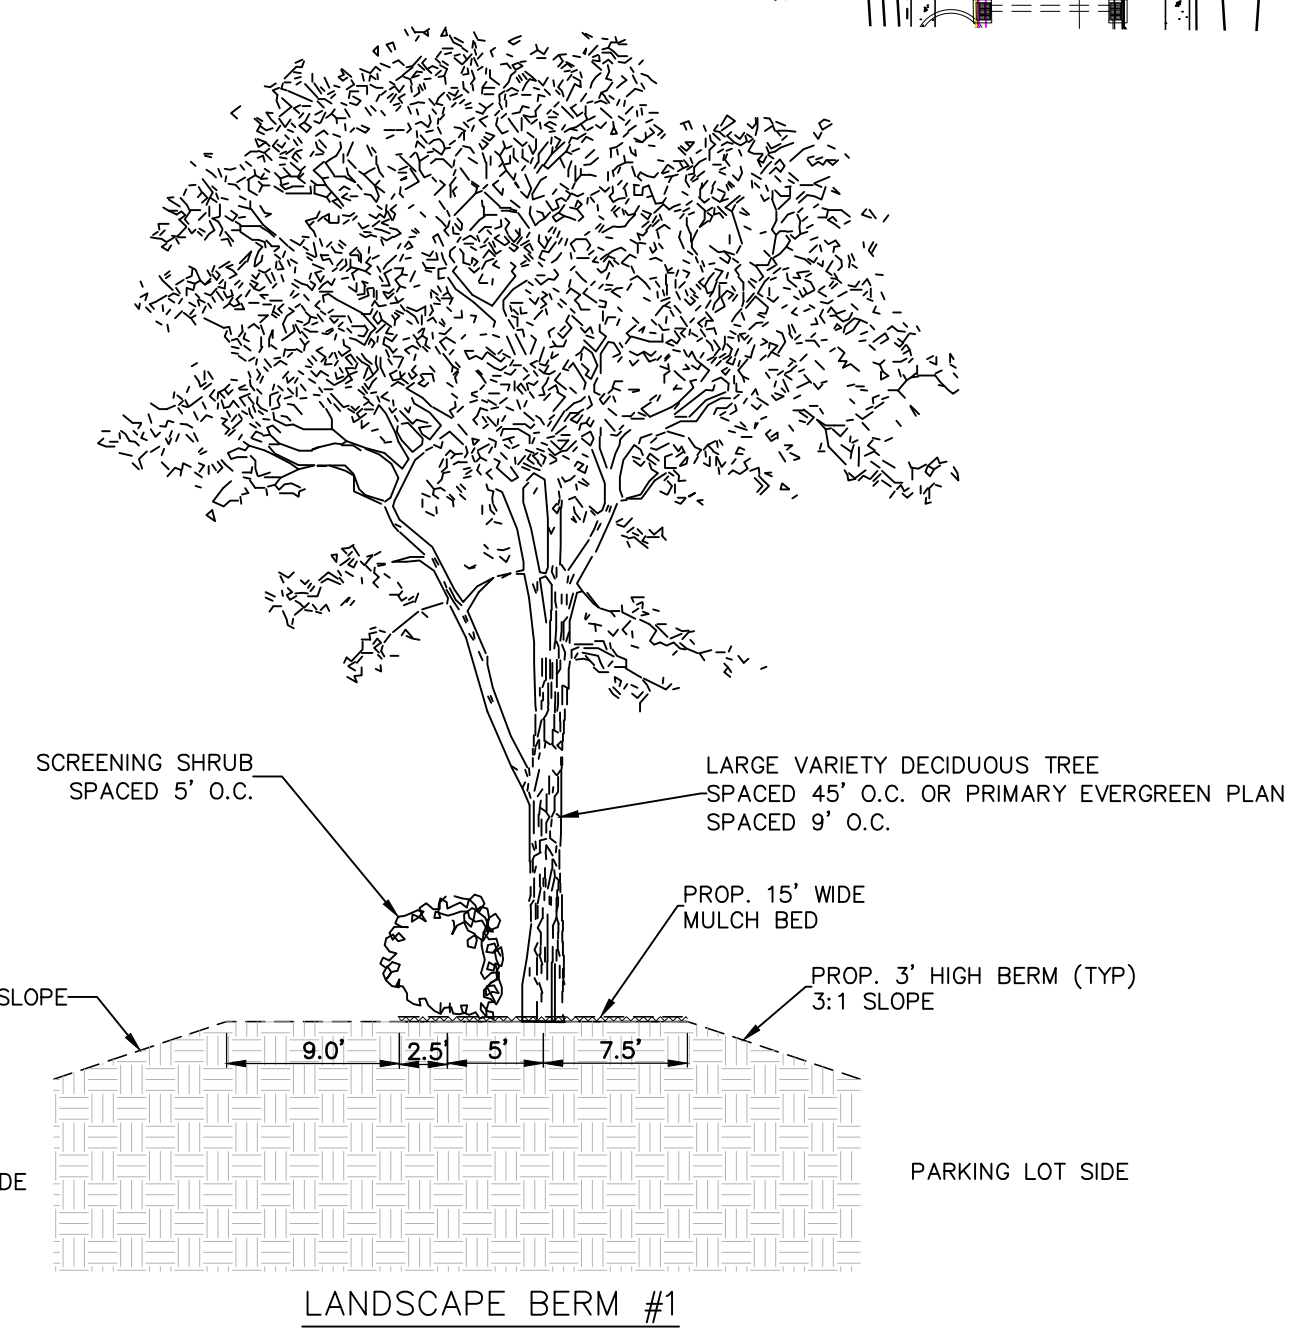 SCREENING SHRUB
SPACED 5' O.C.
LARGE VARIETY DECIDUOUS TREE
SPACED 45' O.C. OR PRIMARY EVERGREEN PLAN
SPACED 9' O.C.
PROP. 15' WIDE
MULCH BED
SLOPE
PROP. 3' HIGH BERM (TYP)
3:1 SLOPE
9.0' 2.5' 5' 7.5'
DE
PARKING LOT SIDE
LANDSCAPE BERM #1